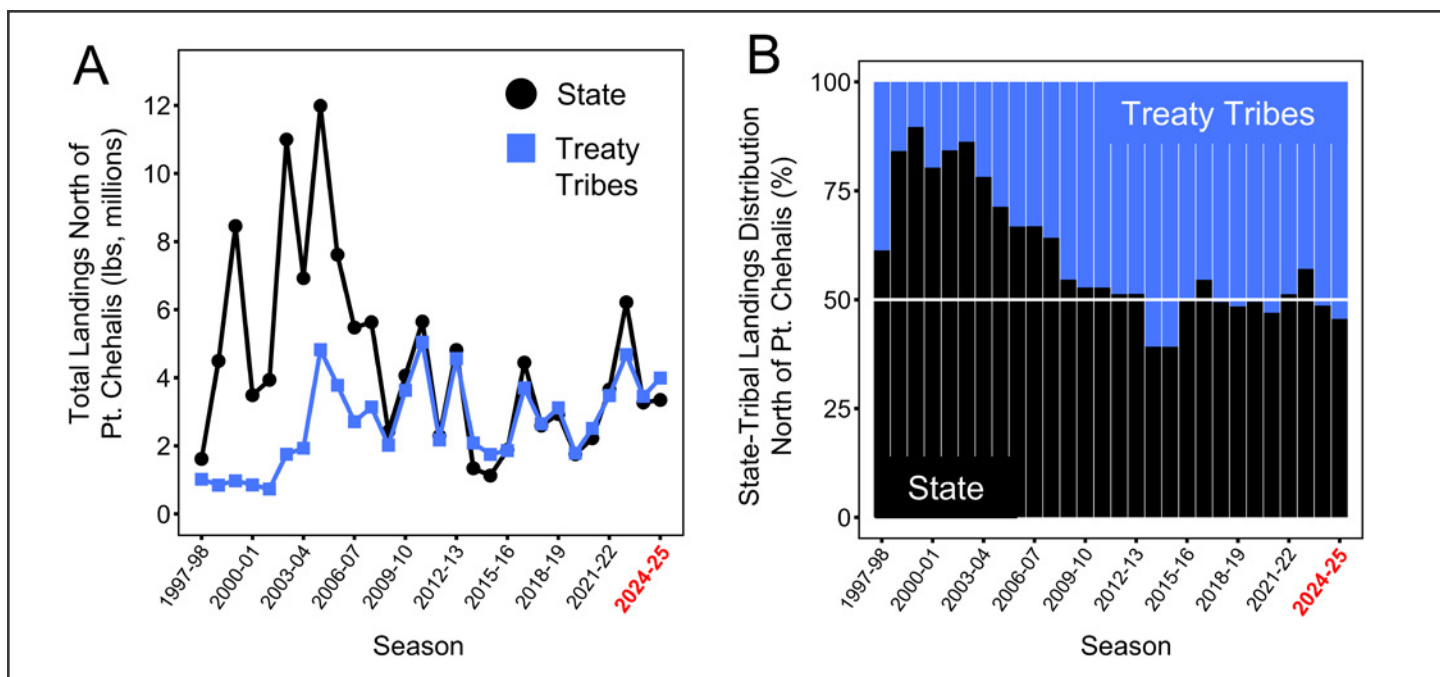 A
Total Landings North of
Pt. Chehalis (lbs, millions)
12
10
8
6
4
2
0
State
Treaty
Tribes
1997-98
2000-01
2003-04
2006-07
2009-10
2012-13
2015-16
2018-19
2021-22
2024-25
Season
B
State-Tribal Landings Distribution
North of Pt. Chehalis (%)
100
75
50
25
0
Treaty Tribes
State
1997-98
2000-01
2003-04
2006-07
2009-10
2012-13
2015-16
2018-19
2021-22
2024-25
Season